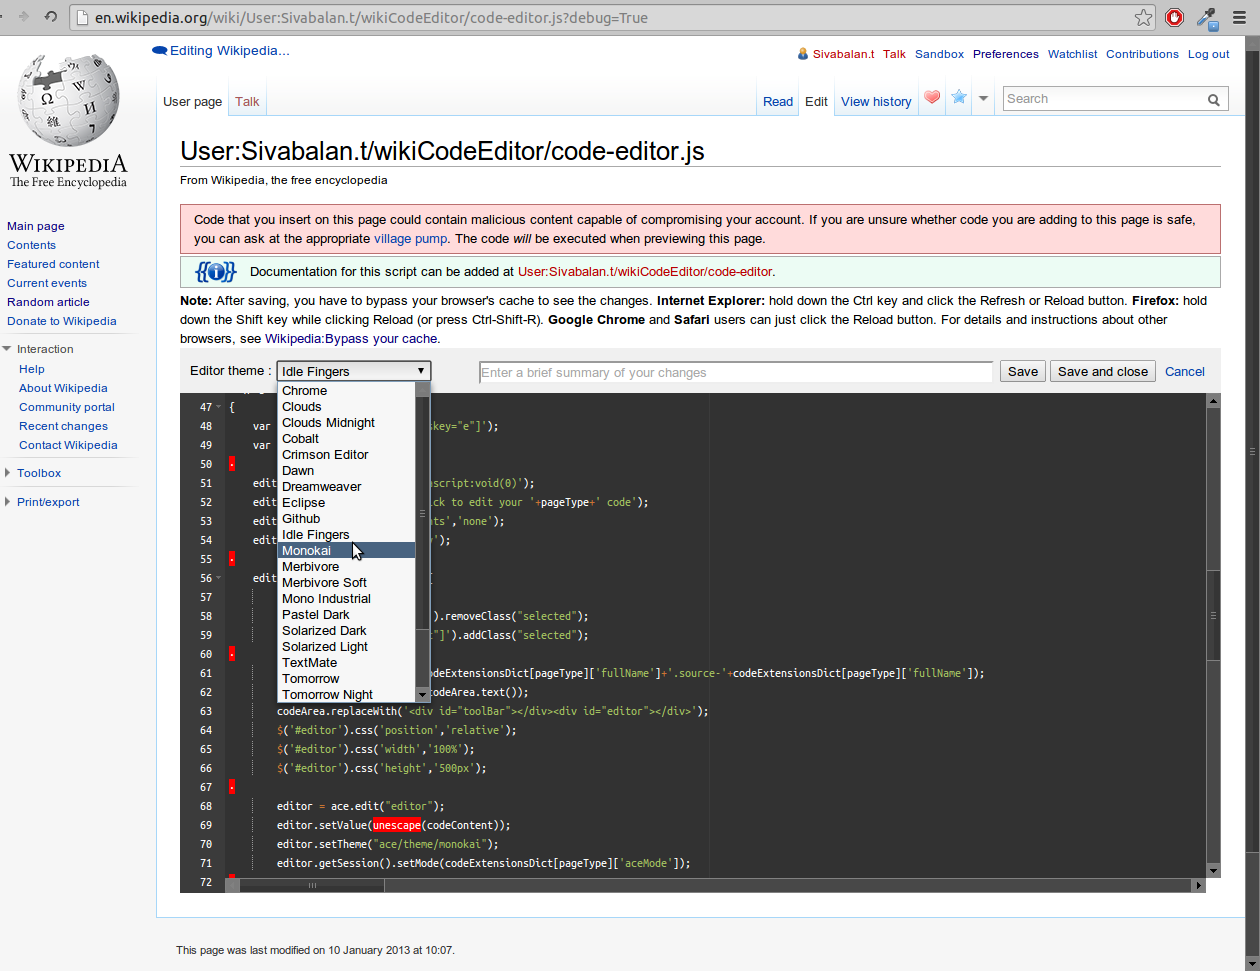 en.wikipedia.org/wiki/User:Sivabalan.t/wikiCodeEditor/code-editor.js?debug=True
Editing Wikipedia...
Sivabalan.t Talk Sandbox Preferences Watchlist Contributions Log out
User page Talk
Read Edit View history
Search
WIKIPEDIA
The Free Encyclopedia
Main page
Contents
Featured content
Current events
Random article
Donate to Wikipedia
Interaction
Help
About Wikipedia
Community portal
Recent changes
Contact Wikipedia
Toolbox
Print/export
User:Sivabalan.t/wikiCodeEditor/code-editor.js
From Wikipedia, the free encyclopedia
Code that you insert on this page could contain malicious content capable of compromising your account. If you are unsure whether code you are adding to this page is safe,
you can ask at the appropriate village pump. The code will be executed when previewing this page.
Documentation for this script can be added at User:Sivabalan.t/wikiCodeEditor/code-editor.
Note: After saving, you have to bypass your browser's cache to see the changes. Internet Explorer: hold down the Ctrl key and click the Refresh or Reload button. Firefox: hold
down the Shift key while clicking Reload (or press Ctrl-Shift-R). Google Chrome and Safari users can just click the Reload button. For details and instructions about other
browsers, see Wikipedia:Bypass your cache.
Editor theme : Idle Fingers
Enter a brief summary of your changes
Save Save and close Cancel
Chrome
Clouds
Clouds Midnight
Cobalt
Crimson Editor
Dawn
Dreamweaver
Eclipse
Github
Idle Fingers
Monokai
Merbivore
Merbivore Soft
Mono Industrial
Pastel Dark
Solarized Dark
Solarized Light
TextMate
Tomorrow
Tomorrow Night
47 {
48 var skey="e"]');
49 var
50
51 edit nscript:void(0)');
52 edit ck to edit your '+pageType+' code');
53 edit nts','none');
54 edit ');
55
56 edit {
57
58 ).removeClass("selected");
59 t"]').addClass("selected");
60
61 codeExtensionsDict[pageType]['fullName']+'.source-'+codeExtensionsDict[pageType]['fullName']);
62 codeArea.text());
63 codeArea.replaceWith('<div id="toolBar"></div><div id="editor"></div>');
64 $('#editor').css('position','relative');
65 $('#editor').css('width','100%');
66 $('#editor').css('height','500px');
67
68 editor = ace.edit("editor");
69 editor.setValue(unescape(codeContent));
70 editor.setTheme("ace/theme/monokai");
71 editor.getSession().setMode(codeExtensionsDict[pageType]['aceMode']);
72
This page was last modified on 10 January 2013 at 10:07.